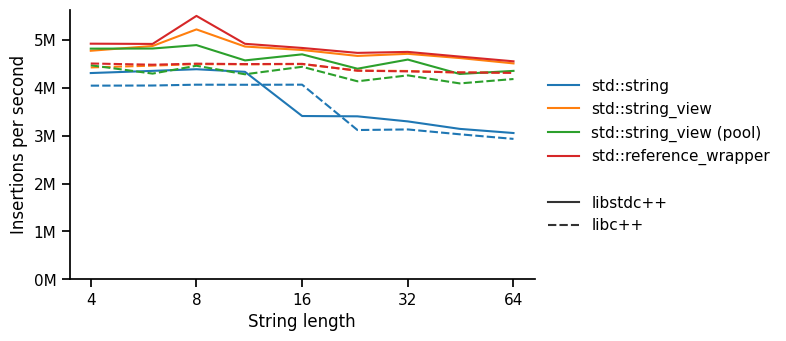 Insertions per second
5M
4M
3M
2M
1M
0M
4 8 16 32 64
String length
std::string
std::string_view
std::string_view (pool)
std::reference_wrapper
libstdc++
libc++